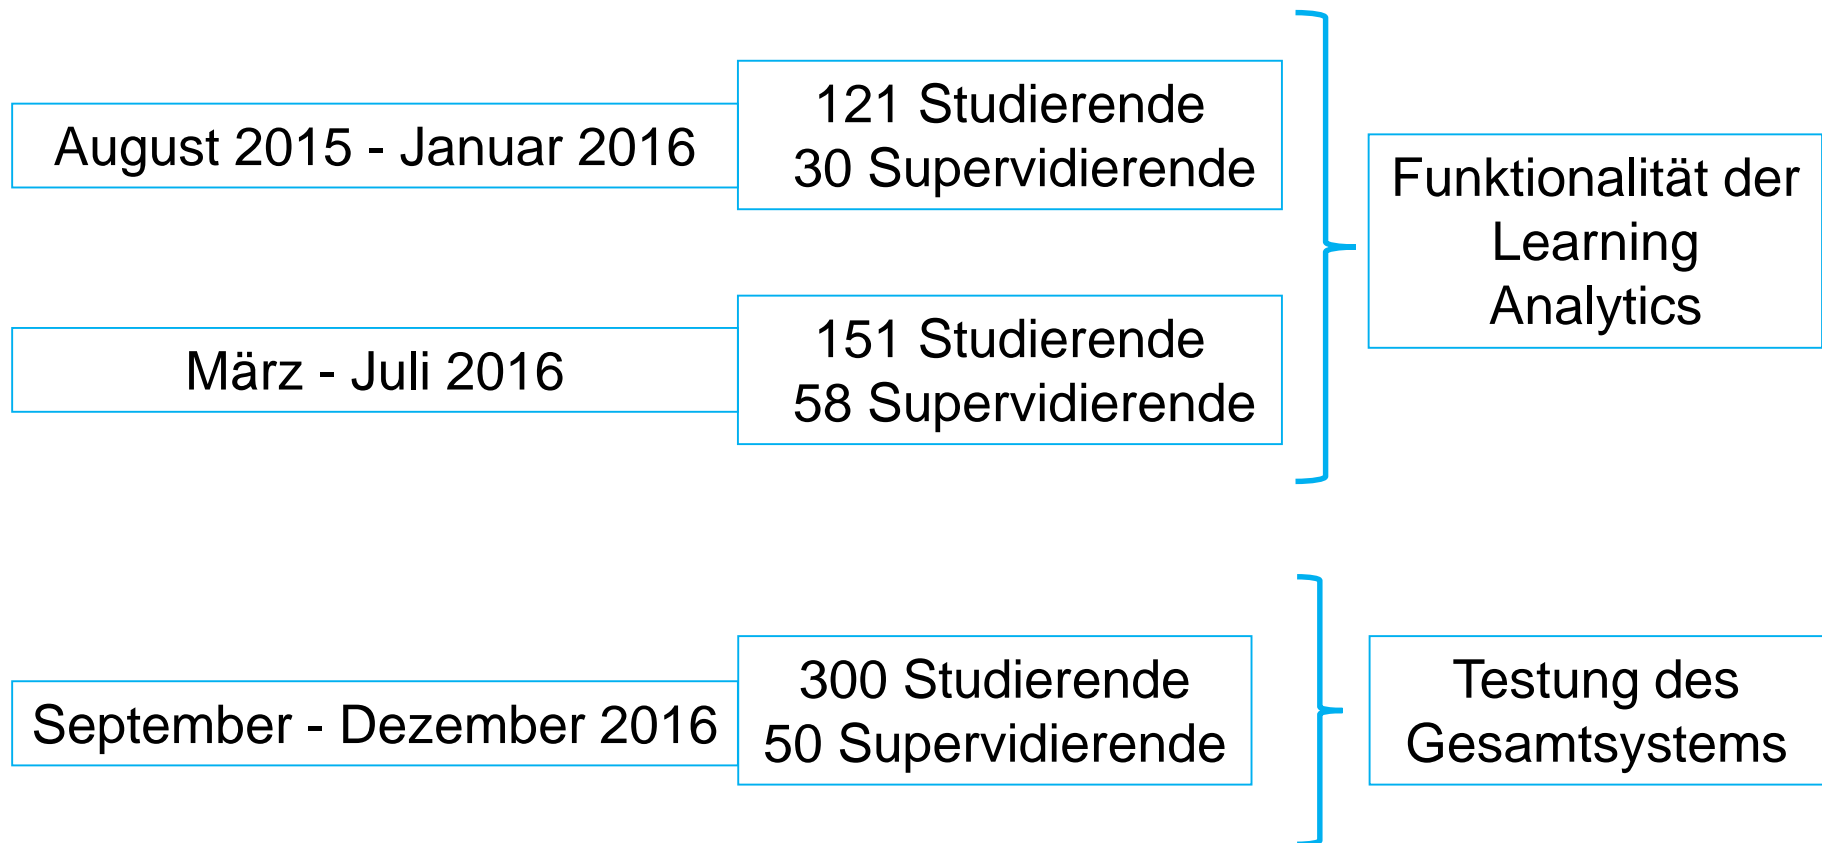 August 2015 - Januar 2016
121 Studierende
30 Supervidierende
März - Juli 2016
151 Studierende
58 Supervidierende
Funktionalität der
Learning
Analytics
September - Dezember 2016
300 Studierende
50 Supervidierende
Testung des
Gesamtsystems